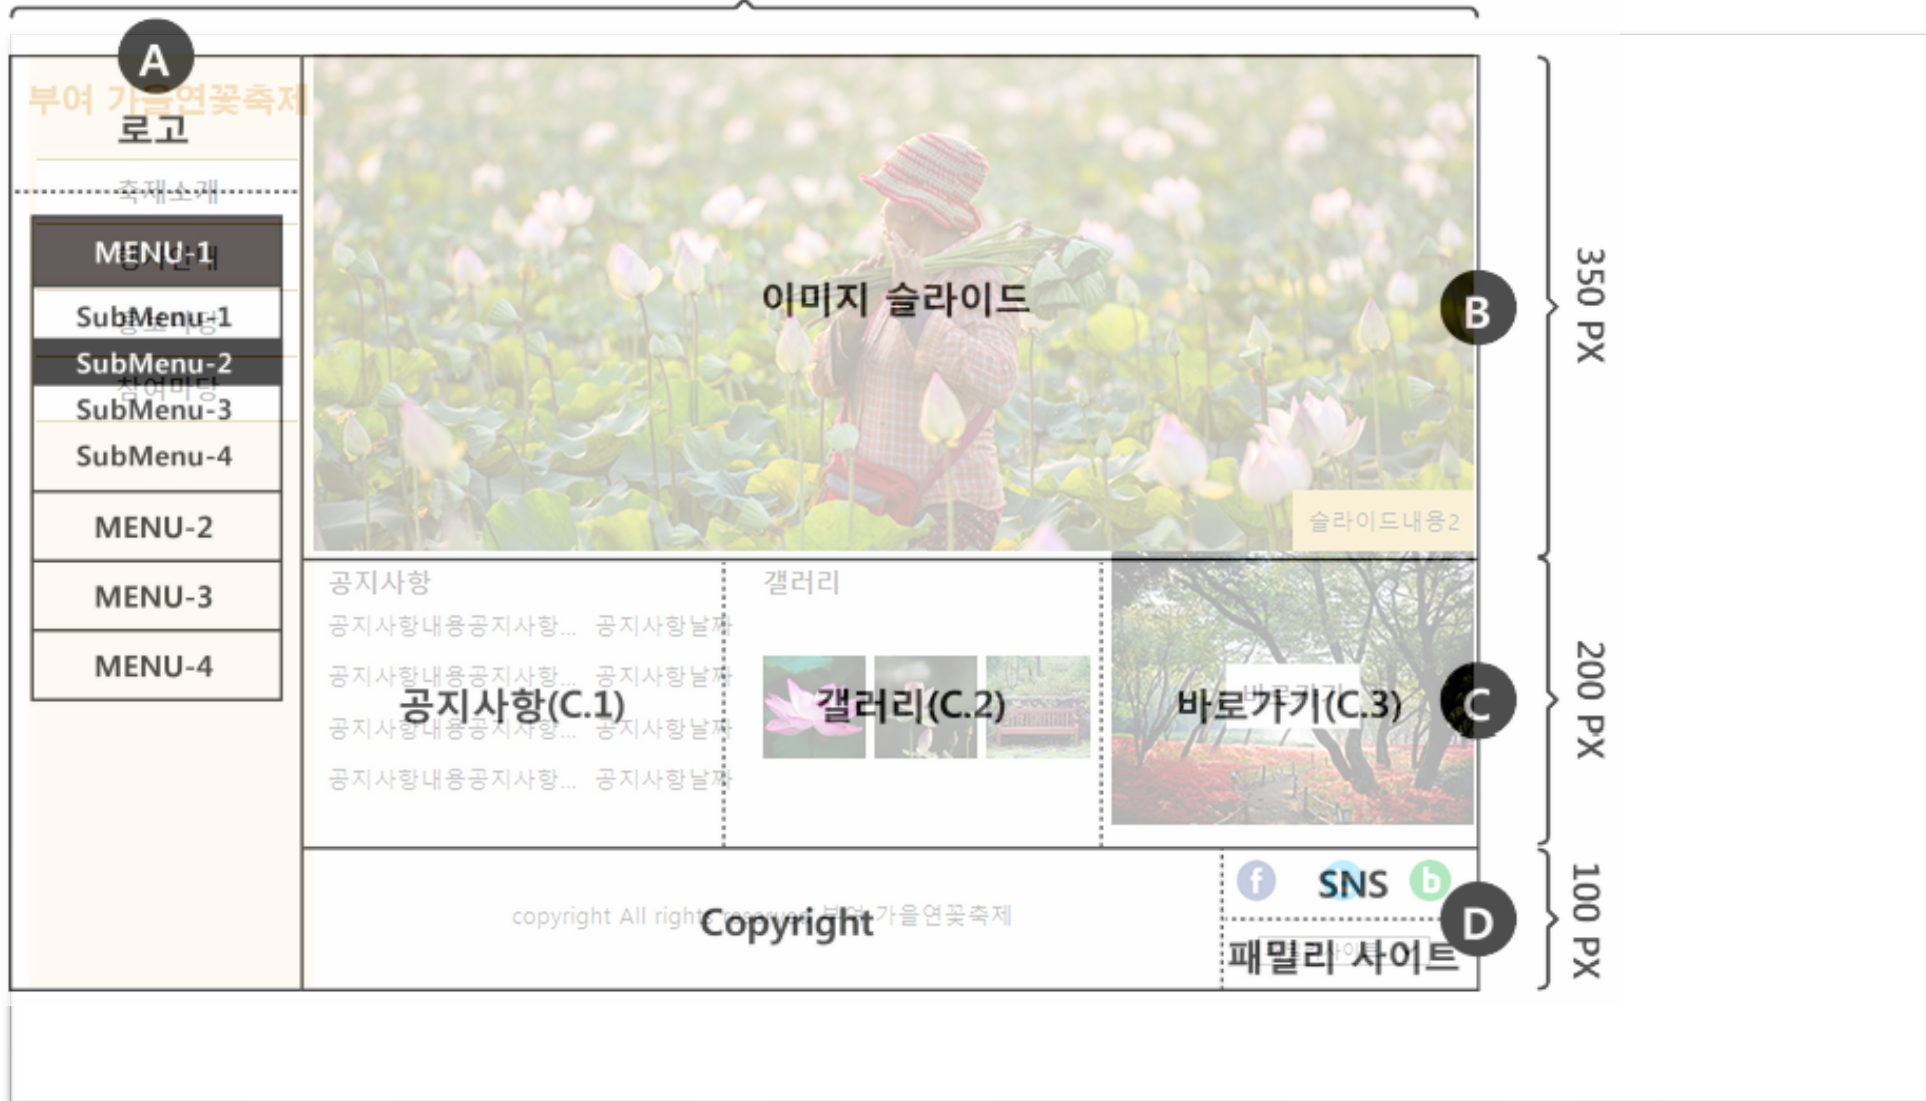 A
부여 가을연꽃축제
로고
축제소개
MENU-1
SubMenu-1
SubMenu-2
참여마당
SubMenu-3
SubMenu-4
MENU-2
MENU-3
MENU-4
이미지 슬라이드
B
350 PX
슬라이드내용2
공지사항
공지사항내용공지사항... 공지사항날짜
공지사항내용공지사항... 공지사항날짜
공지사항(C.1)
공지사항내용공지사항... 공지사항날짜
공지사항내용공지사항... 공지사항날짜
갤러리
갤러리(C.2)
바로가기
바로가기(C.3)
C
200 PX
copyright All rights reserved 부여 가을연꽃축제
Copyright
f
SNS
b
D
패밀리 사이트
100 PX